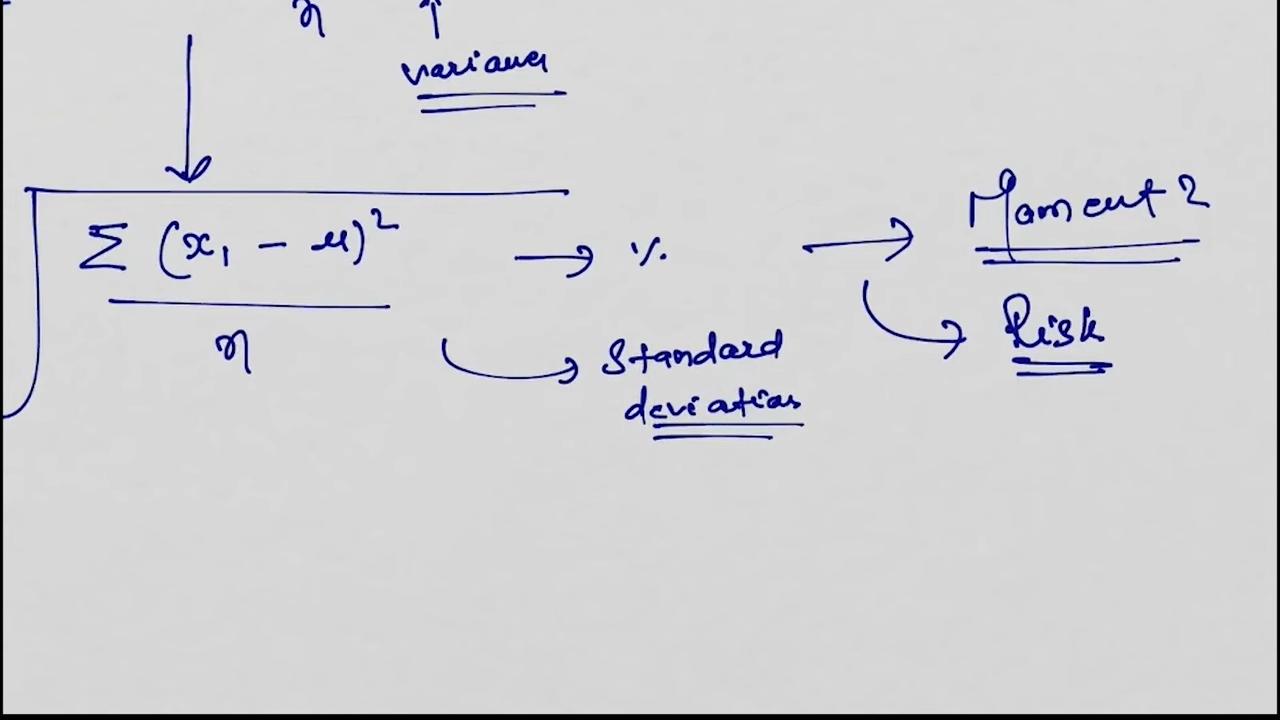 n
variance
Σ (x₁ - μ)²
n
→ %
Standard
deviation
→ Moment 2
Risk